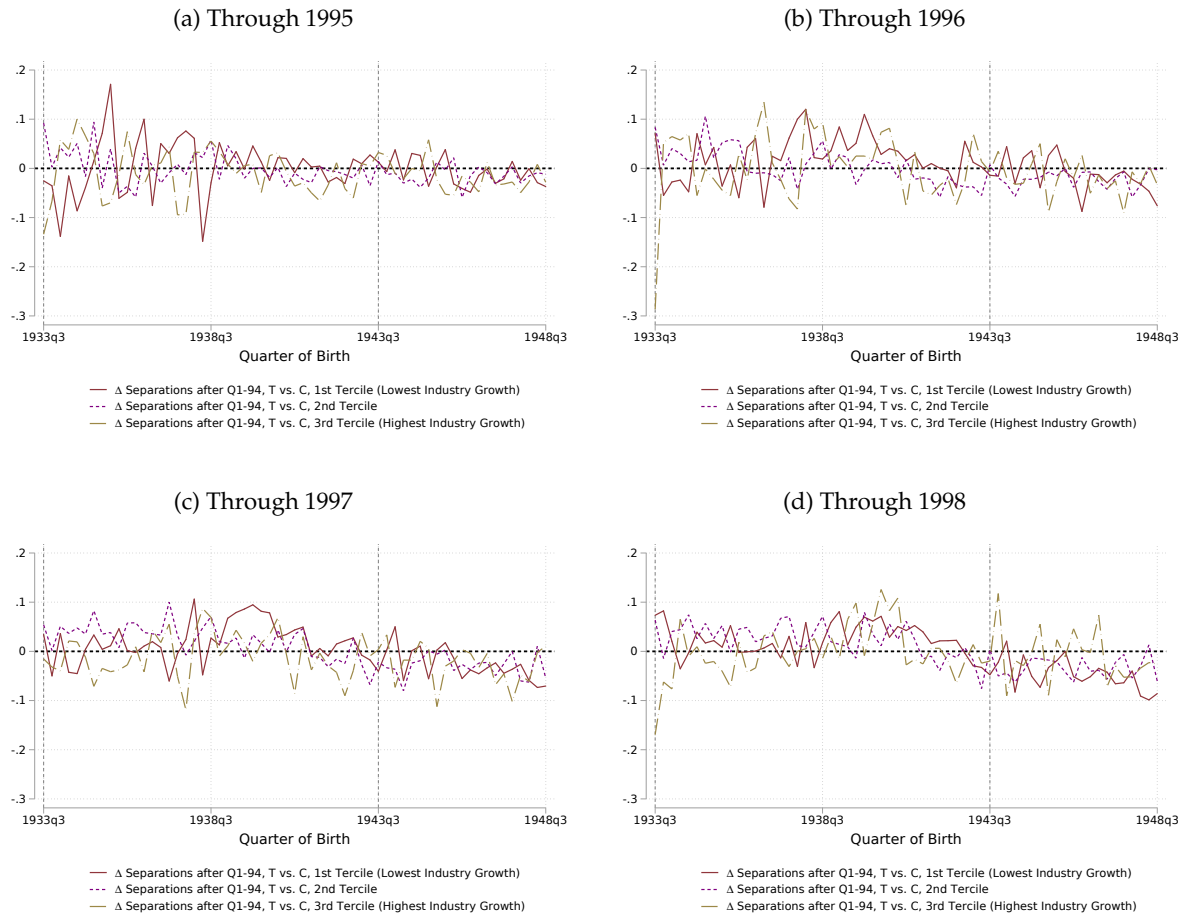 (a) Through 1995
.2
.1
0
-.1
-.2
-.3
1933q3 1938q3 1943q3 1948q3
Quarter of Birth
Δ Separations after Q1-94, T vs. C, 1st Tercile (Lowest Industry Growth)
Δ Separations after Q1-94, T vs. C, 2nd Tercile
Δ Separations after Q1-94, T vs. C, 3rd Tercile (Highest Industry Growth)
(b) Through 1996
.2
.1
0
-.1
-.2
-.3
1933q3 1938q3 1943q3 1948q3
Quarter of Birth
Δ Separations after Q1-94, T vs. C, 1st Tercile (Lowest Industry Growth)
Δ Separations after Q1-94, T vs. C, 2nd Tercile
Δ Separations after Q1-94, T vs. C, 3rd Tercile (Highest Industry Growth)
(c) Through 1997
.2
.1
0
-.1
-.2
-.3
1933q3 1938q3 1943q3 1948q3
Quarter of Birth
Δ Separations after Q1-94, T vs. C, 1st Tercile (Lowest Industry Growth)
Δ Separations after Q1-94, T vs. C, 2nd Tercile
Δ Separations after Q1-94, T vs. C, 3rd Tercile (Highest Industry Growth)
(d) Through 1998
.2
.1
0
-.1
-.2
-.3
1933q3 1938q3 1943q3 1948q3
Quarter of Birth
Δ Separations after Q1-94, T vs. C, 1st Tercile (Lowest Industry Growth)
Δ Separations after Q1-94, T vs. C, 2nd Tercile
Δ Separations after Q1-94, T vs. C, 3rd Tercile (Highest Industry Growth)